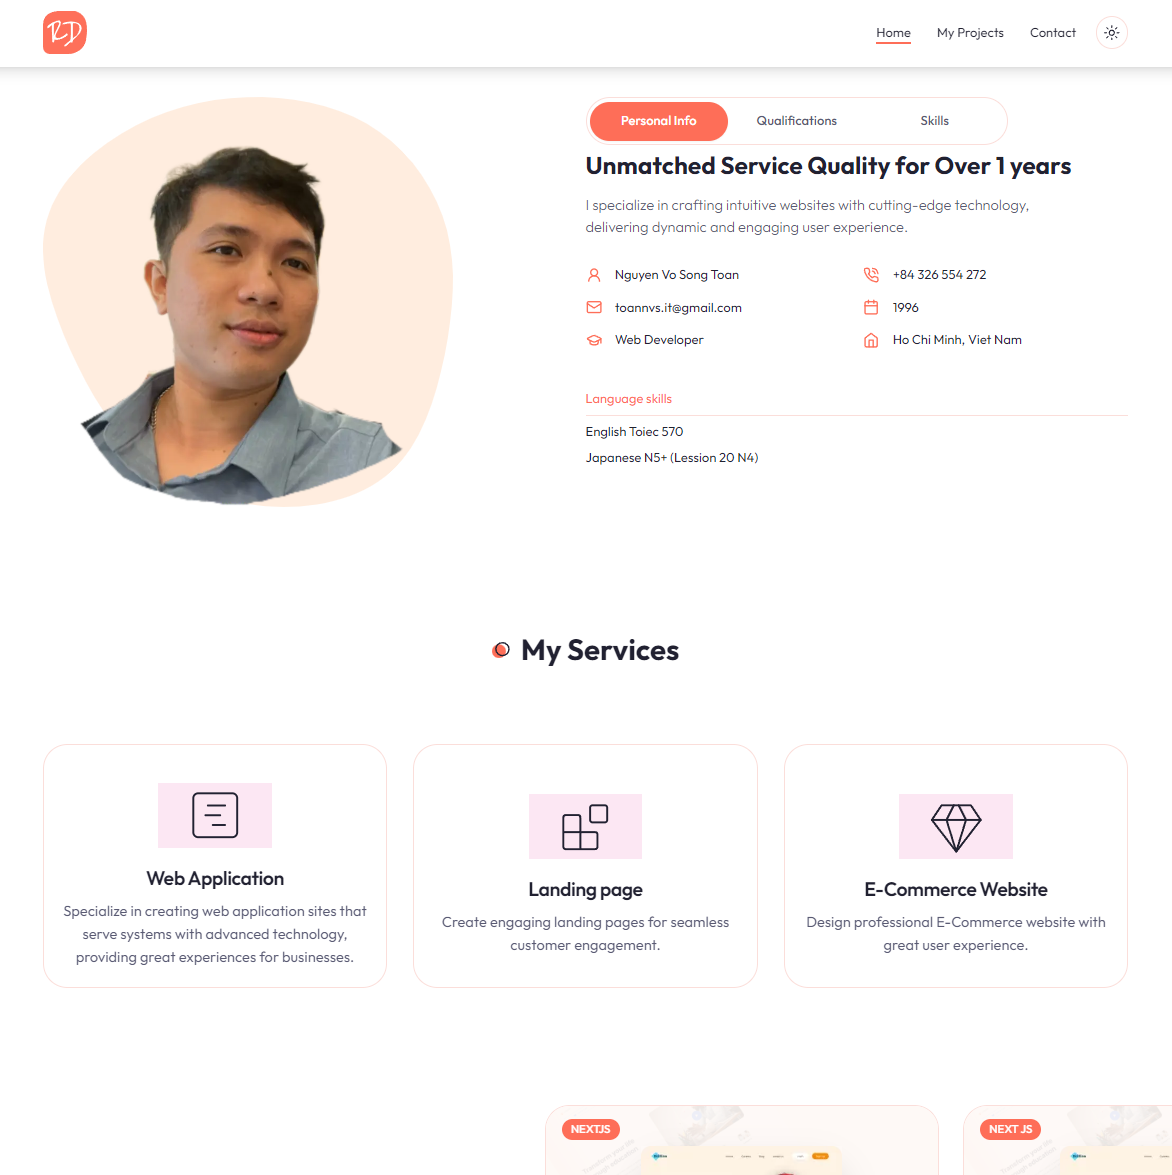 RD
Home
My Projects
Contact
Personal Info
Qualifications
Skills
Unmatched Service Quality for Over 1 years
I specialize in crafting intuitive websites with cutting-edge technology,
delivering dynamic and engaging user experience.
Nguyen Vo Song Toan
+84 326 554 272
toannvs.it@gmail.com
1996
Web Developer
Ho Chi Minh, Viet Nam
Language skills
English Toiec 570
Japanese N5+ (Lession 20 N4)
My Services
Web Application
Specialize in creating web application sites that
serve systems with advanced technology,
providing great experiences for businesses.
Landing page
Create engaging landing pages for seamless
customer engagement.
E-Commerce Website
Design professional E-Commerce website with
great user experience.
NEXTJS
NEXT JS